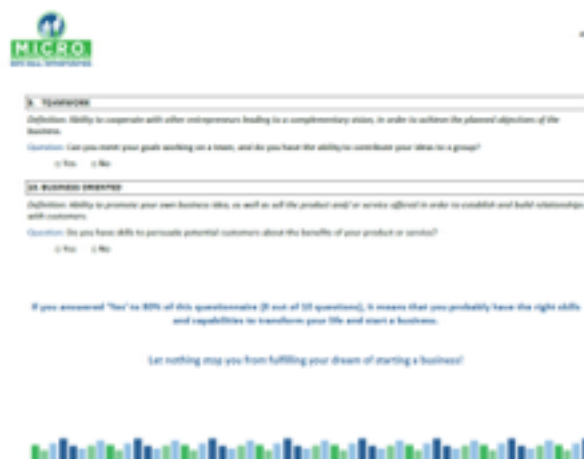 MICRO
9. TEAMWORK
Definition: Ability to cooperate with other entrepreneurs leading to a complementary vision, in order to achieve the planned objectives of the
business.
Question: Can you meet your goals working on a team, and do you have the ability to contribute your ideas to a group?
Yes No
10. BUSINESS ORIENTED
Definition: Ability to promote your own business idea, as well as sell the product and/or service offered in order to establish and build relationships
with customers.
Question: Do you have skills to persuade potential customers about the benefits of your product or service?
Yes No
If you answered 'Yes' to 80% of this questionnaire (8 out of 10 questions), it means that you probably have the right skills
and capabilities to transform your life and start a business.
Let nothing stop you from fulfilling your dream of starting a business!